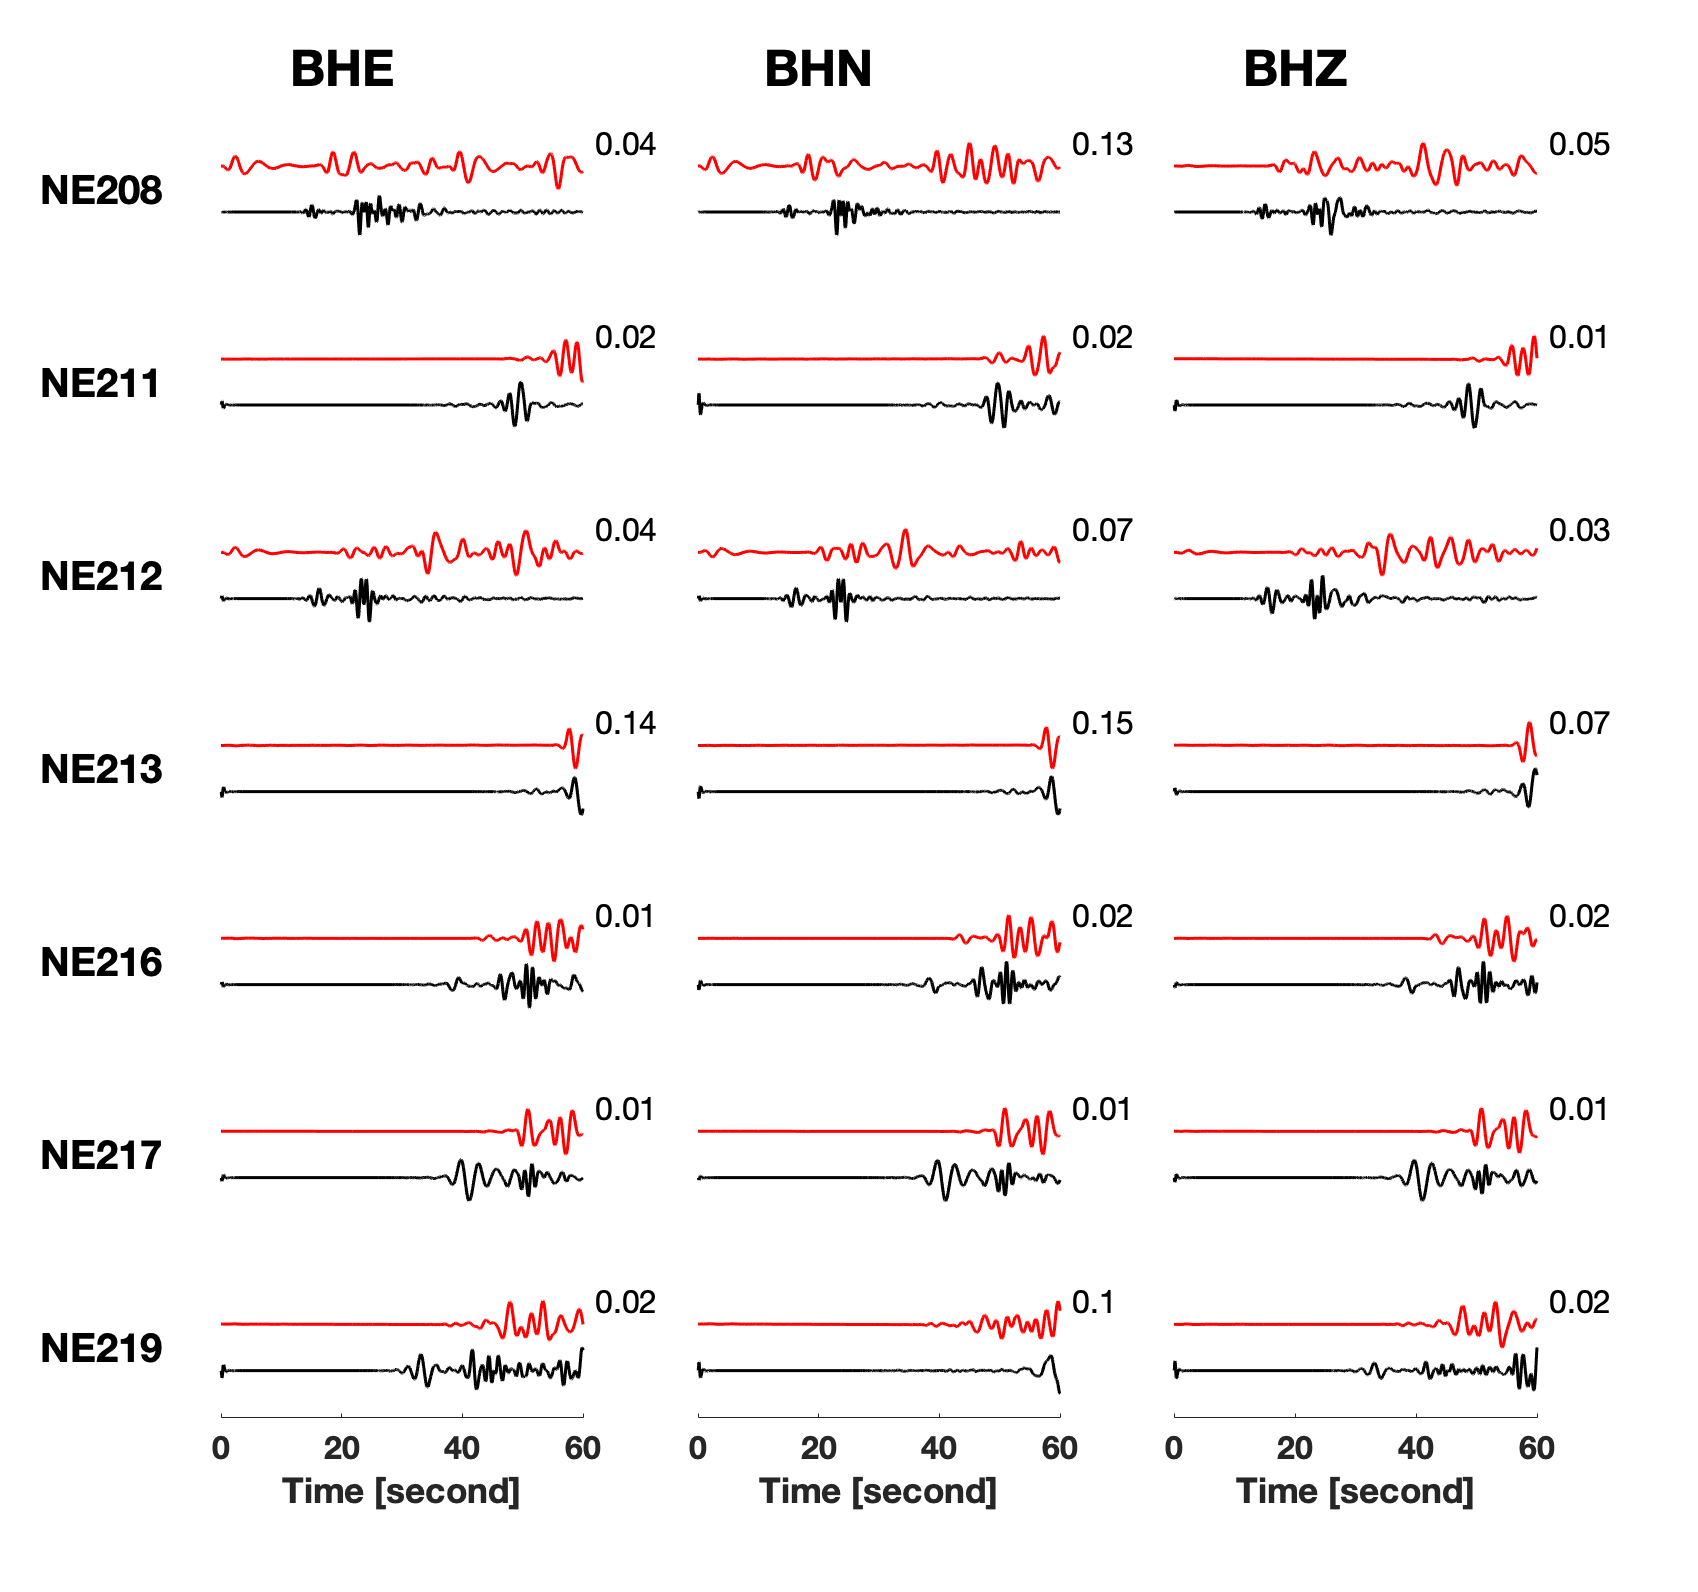 BHE BHN BHZ
NE208 0.04 0.13 0.05
NE211 0.02 0.02 0.01
NE212 0.04 0.07 0.03
NE213 0.14 0.15 0.07
NE216 0.01 0.02 0.02
NE217 0.01 0.01 0.01
NE219 0.02 0.1 0.02
0 20 40 60 0 20 40 60 0 20 40 60
Time [second] Time [second] Time [second]